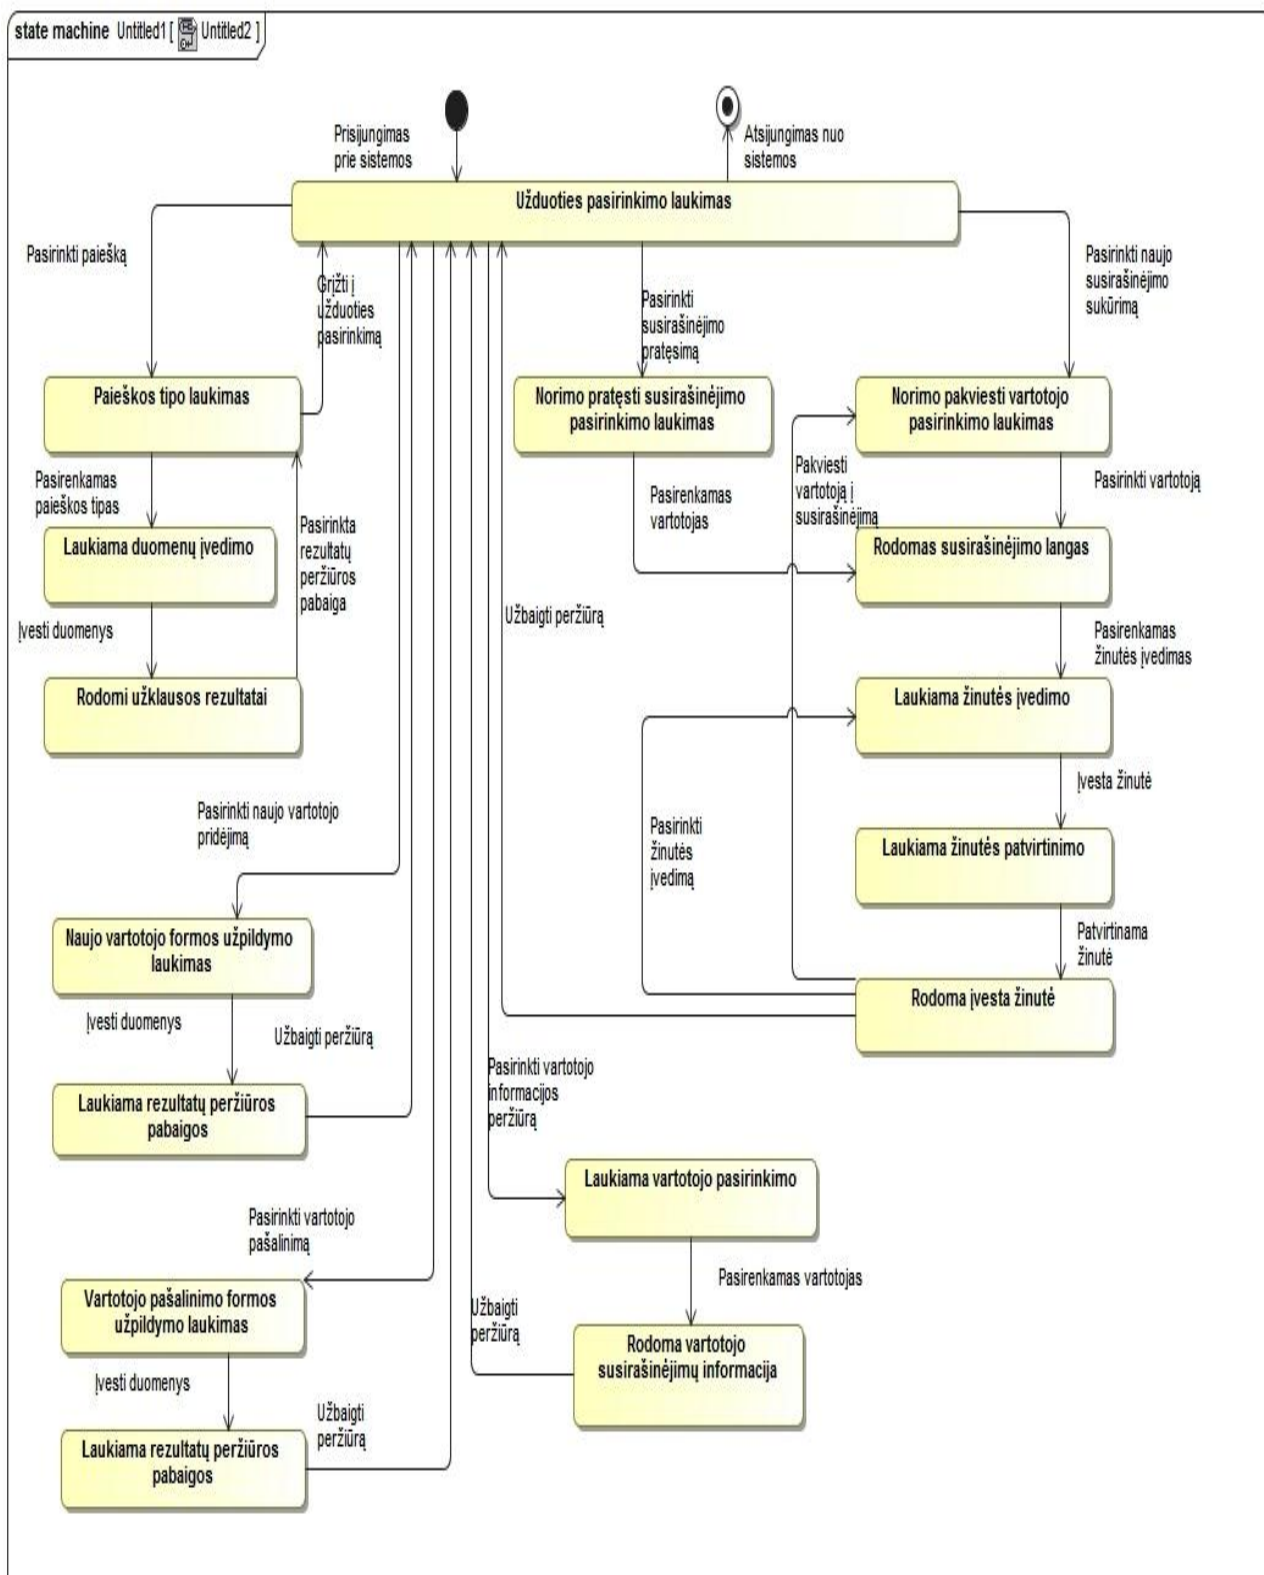 state machine Untitled1 [ Untitled2 ]
Prisijungimas
prie sistemos
Atsijungimas nuo
sistemos
Užduoties pasirinkimo laukimas
Pasirinkti paiešką
Grįžti į
užduoties
pasirinkimą
Pasirinkti
susirašinėjimo
pratęsimą
Pasirinkti naujo
susirašinėjimo
sukūrimą
Paieškos tipo laukimas
Norimo pratęsti susirašinėjimo
pasirinkimo laukimas
Norimo pakviesti vartotojo
pasirinkimo laukimas
Pasirenkamas
paieškos tipas
Pasirinkta
rezultatų
peržiūros
pabaiga
Pasirenkamas
vartotojas
Pakviesti
vartotoją į
susirašinėjimą
Pasirinkti vartotoją
Laukiama duomenų įvedimo
Rodomas susirašinėjimo langas
Įvesti duomenys
Užbaigti peržiūrą
Pasirenkamas
žinutės įvedimas
Rodomi užklausos rezultatai
Laukiama žinutės įvedimo
Įvesta žinutė
Pasirinkti naujo vartotojo
pridėjimą
Pasirinkti
žinutės
įvedimą
Laukiama žinutės patvirtinimo
Patvirtinama
žinutė
Naujo vartotojo formos užpildymo
laukimas
Rodoma įvesta žinutė
Įvesti duomenys
Užbaigti peržiūrą
Pasirinkti vartotojo
informacijos
peržiūrą
Laukiama rezultatų peržiūros
pabaigos
Laukiama vartotojo pasirinkimo
Pasirinkti vartotojo
pašalinimą
Pasirenkamas vartotojas
Vartotojo pašalinimo formos
užpildymo laukimas
Užbaigti
peržiūrą
Rodoma vartotojo
susirašinėjimų informacija
Įvesti duomenys
Užbaigti
peržiūrą
Laukiama rezultatų peržiūros
pabaigos